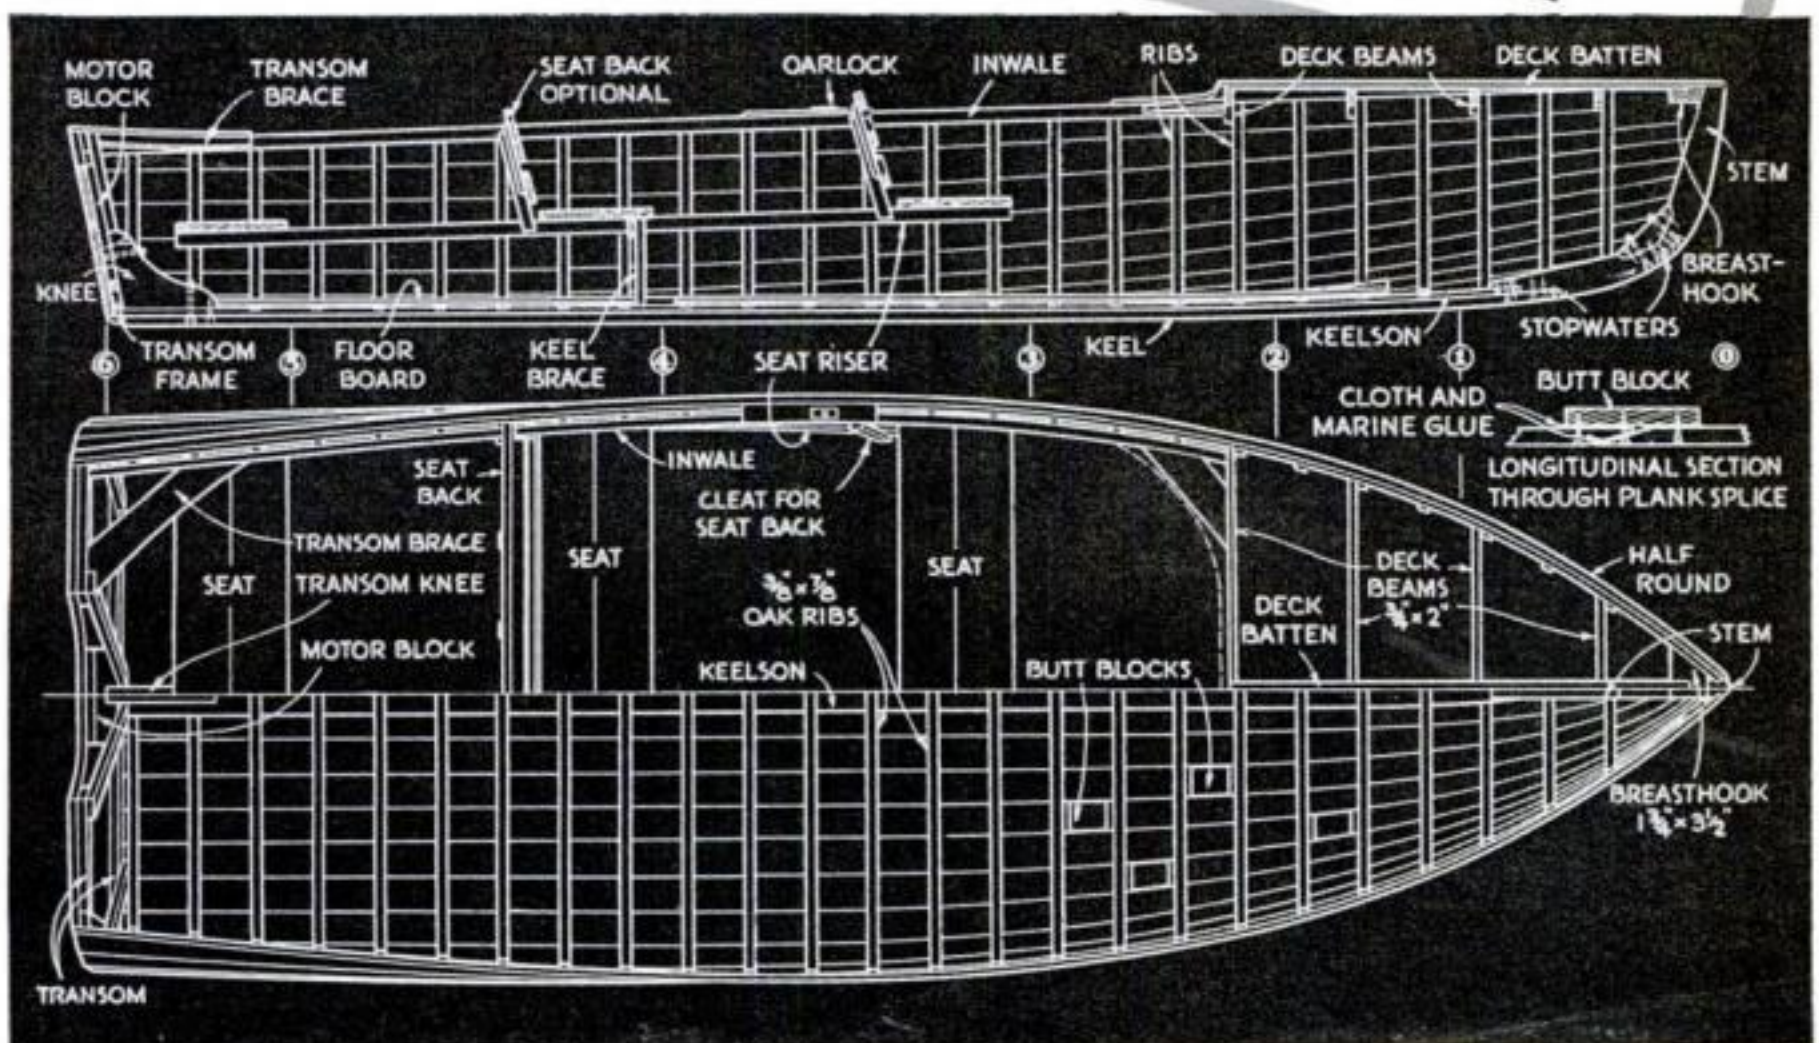 MOTOR
BLOCK
TRANSOM
BRACE
SEAT BACK
OPTIONAL
OARLOCK
INWALE
RIBS
DECK BEAMS
DECK BATTEN
STEM
KNEE
BREAST-
HOOK
STOPWATERS
TRANSOM
FRAME
FLOOR
BOARD
KEEL
BRACE
SEAT RISER
KEEL
KEELSON
6
5
4
3
2
1
0
BUTT BLOCK
CLOTH AND
MARINE GLUE
LONGITUDINAL SECTION
THROUGH PLANK SPLICE
SEAT
BACK
INWALE
CLEAT FOR
SEAT BACK
TRANSOM BRACE
SEAT
TRANSOM KNEE
MOTOR BLOCK
SEAT
3/8" x 7/8"
OAK RIBS
SEAT
KEELSON
BUTT BLOCKS
DECK
BEAMS
3/4" x 2"
DECK
BATTEN
HALF
ROUND
STEM
BREASTHOOK
1 3/4" x 3 1/2"
TRANSOM